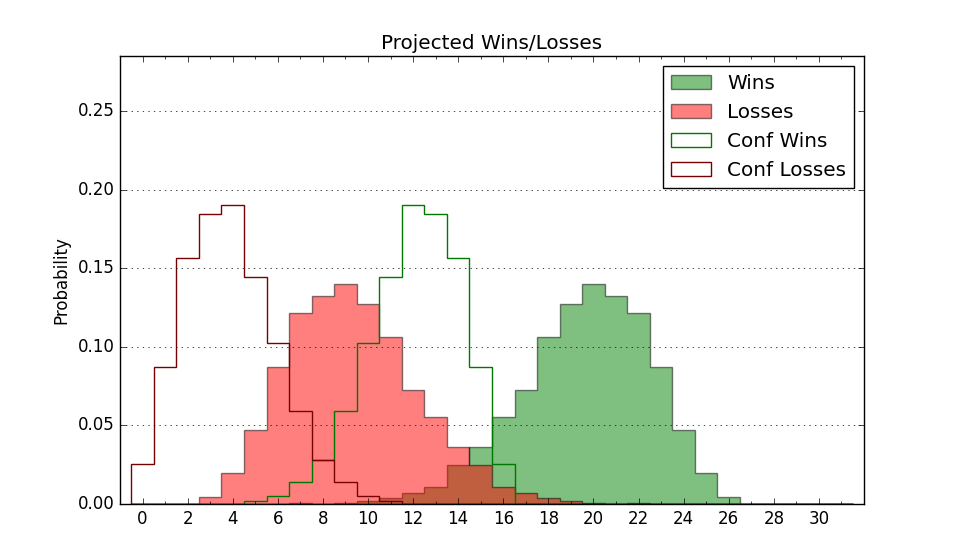 Projected Wins/Losses
Wins
Losses
Conf Wins
Conf Losses
Probability
0.25
0.20
0.15
0.10
0.05
0.00
0 2 4 6 8 10 12 14 16 18 20 22 24 26 28 30